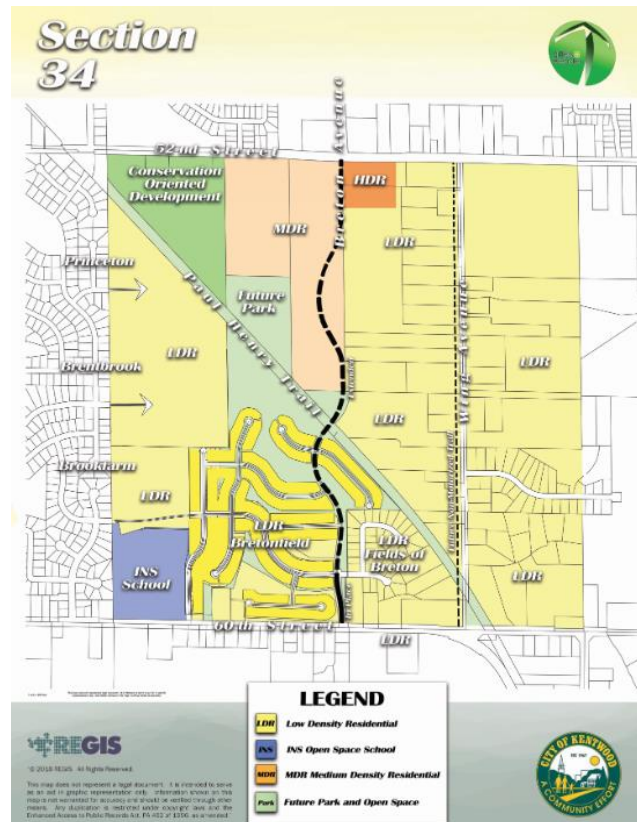 Section
34
52nd Street
Breton Avenue
Conservation
Oriented
Development
HDR
MDR
LDR
Princeton
Future
Park
Paul Henry Trail
Wing Avenue
LDR
LDR
Brentbrook
LDR
Brookfarm
LDR
LDR
Bretonfield
LDR
Fields of
Breton
INS
School
LDR
60th Street
LDR
LEGEND
LDR Low Density Residential
INS INS Open Space School
MDR MDR Medium Density Residential
Park Future Park and Open Space
REGIS
© 2018 REGIS. All Rights Reserved.
This map does not represent a legal document. It is intended to serve
as an aid in graphic representation only. Information shown on this
map is not warranted for accuracy and should be verified through other
means. Any duplication is restricted under copyright laws and the
Enhanced Access to Public Records Act, PA 462 of 1996, as amended.
CITY OF KENTWOOD
A COMMUNITY EFFORT